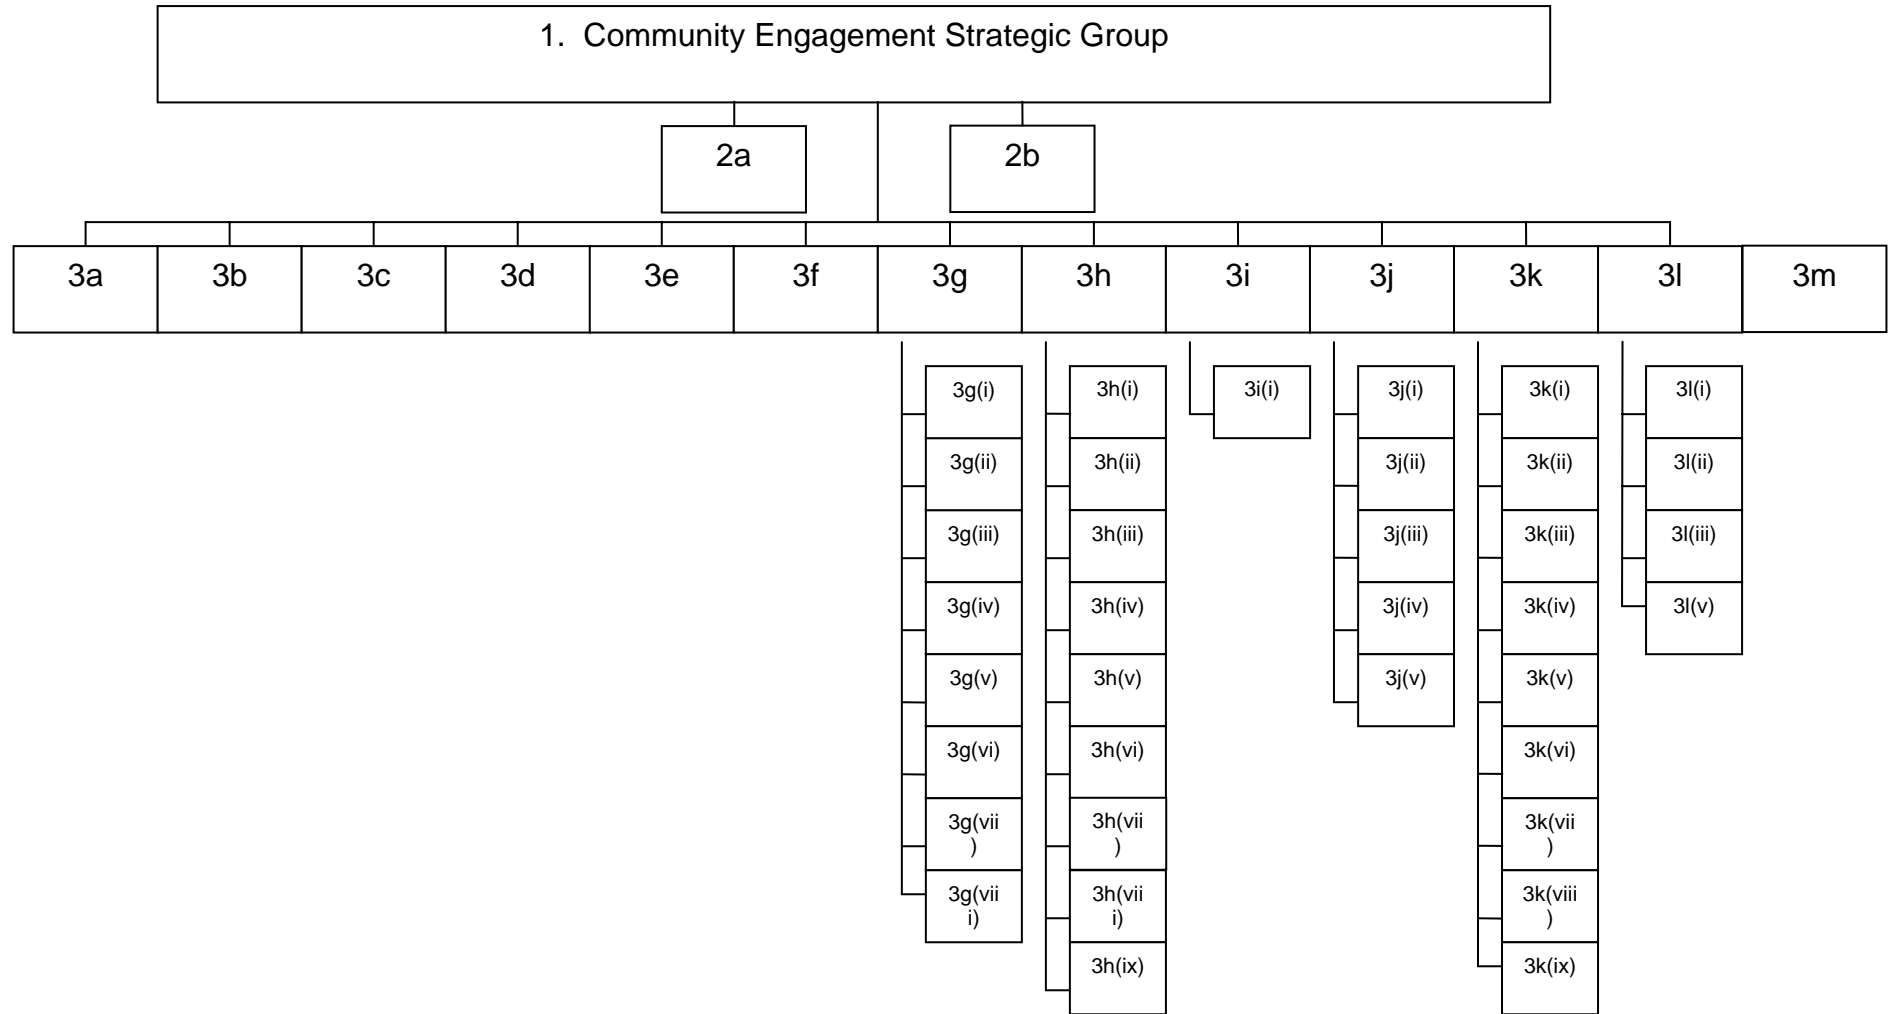 1. Community Engagement Strategic Group
2a
2b
3a
3b
3c
3d
3e
3f
3g
3h
3i
3j
3k
3l
3m
3g(i)
3g(ii)
3g(iii)
3g(iv)
3g(v)
3g(vi)
3g(vii
)
3g(vii
i)
3h(i)
3h(ii)
3h(iii)
3h(iv)
3h(v)
3h(vi)
3h(vii
)
3h(vii
i)
3h(ix)
3i(i)
3j(i)
3j(ii)
3j(iii)
3j(iv)
3j(v)
3k(i)
3k(ii)
3k(iii)
3k(iv)
3k(v)
3k(vi)
3k(vii
)
3k(viii
)
3k(ix)
3l(i)
3l(ii)
3l(iii)
3l(v)